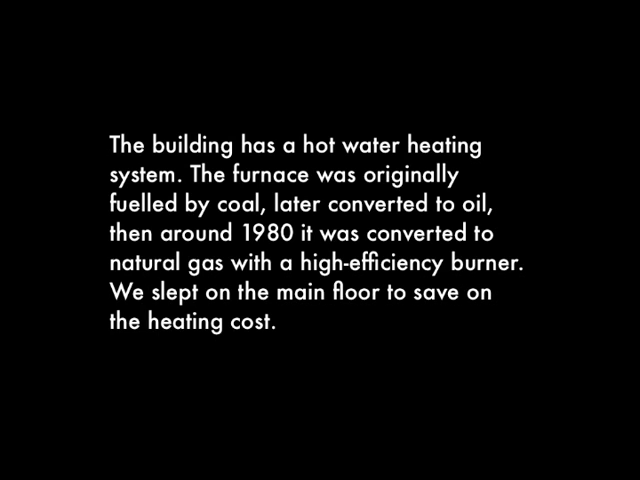 The building has a hot water heating
system. The furnace was originally
fuelled by coal, later converted to oil,
then around 1980 it was converted to
natural gas with a high-efficiency burner.
We slept on the main floor to save on
the heating cost.